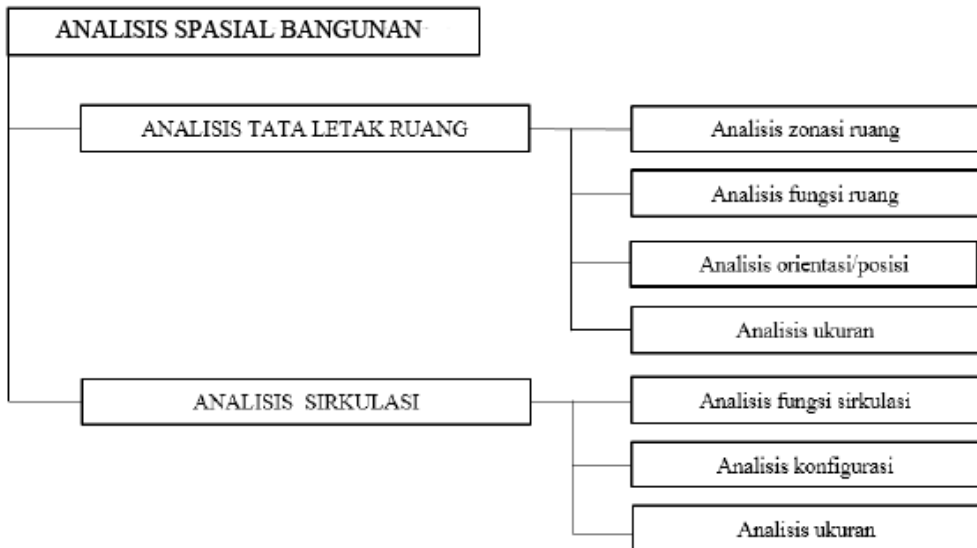 ANALISIS SPASIAL BANGUNAN
ANALISIS TATA LETAK RUANG
Analisis zonasi ruang
Analisis fungsi ruang
Analisis orientasi/posisi
Analisis ukuran
ANALISIS SIRKULASI
Analisis fungsi sirkulasi
Analisis konfigurasi
Analisis ukuran